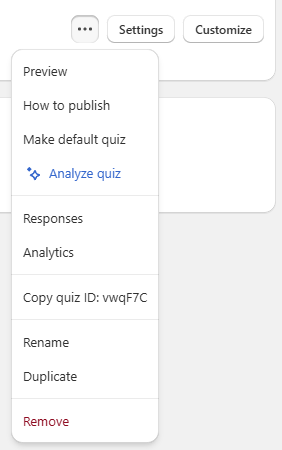 Settings
Customize
Preview
How to publish
Make default quiz
Analyze quiz
Responses
Analytics
Copy quiz ID: vwqF7C
Rename
Duplicate
Remove